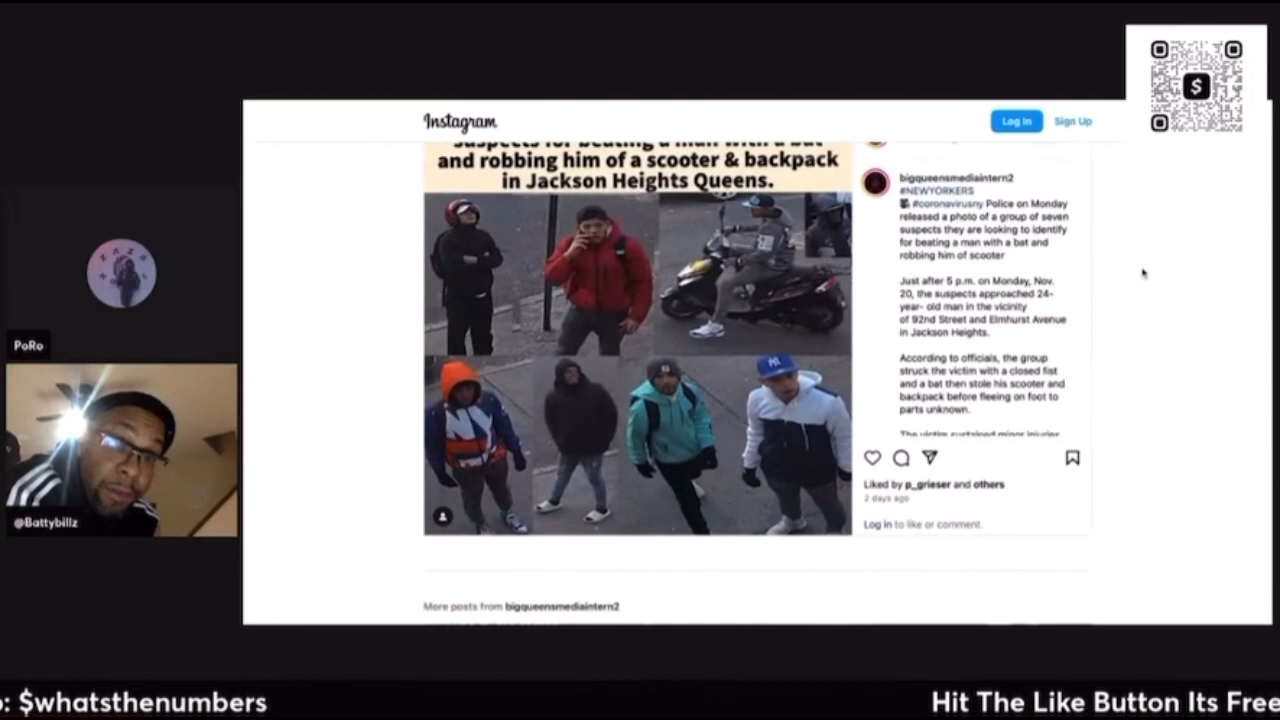 Instagram
Log In
Sign Up
suspects for beating a man with a bat
and robbing him of a scooter & backpack
in Jackson Heights Queens.
bigqueensmediaintern2
#NEWYORKERS
#coronavirusny Police on Monday
released a photo of a group of seven
suspects they are looking to identify
for beating a man with a bat and
robbing him of scooter
Just after 5 p.m. on Monday, Nov.
20, the suspects approached 24-
year- old man in the vicinity
of 92nd Street and Elmhurst Avenue
in Jackson Heights.
According to officials, the group
struck the victim with a closed fist
and a bat then stole his scooter and
backpack before fleeing on foot to
parts unknown.
The victim sustained minor injuries
Liked by p_grieser and others
2 days ago
Log in to like or comment.
More posts from bigqueensmediaintern2
PoRo
@Battybillz
$
: $whatsthenumbers
Hit The Like Button Its Free